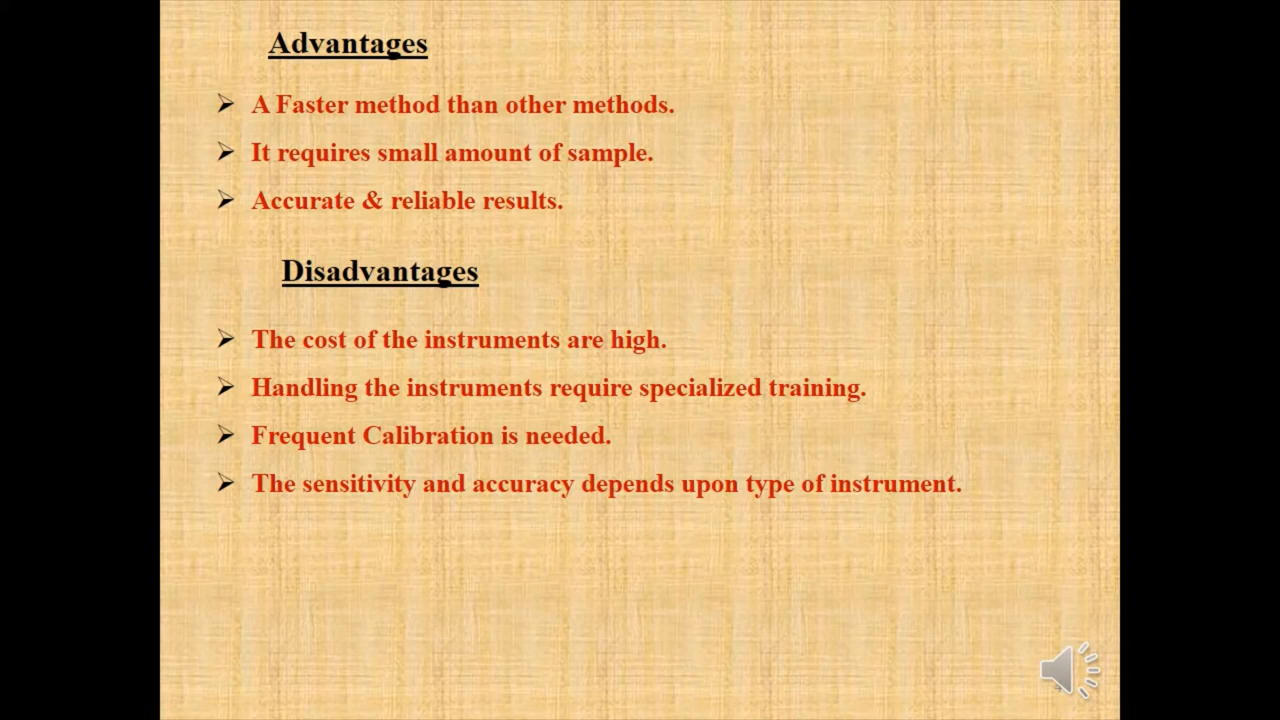 Advantages
A Faster method than other methods.
It requires small amount of sample.
Accurate & reliable results.
Disadvantages
The cost of the instruments are high.
Handling the instruments require specialized training.
Frequent Calibration is needed.
The sensitivity and accuracy depends upon type of instrument.